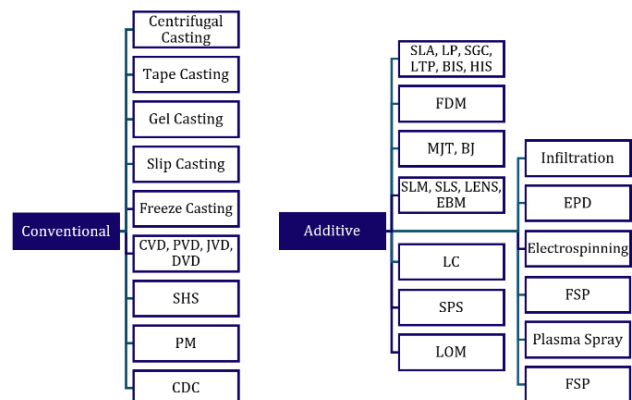 Conventional
Centrifugal
Casting
Tape Casting
Gel Casting
Slip Casting
Freeze Casting
CVD, PVD, JVD,
DVD
SHS
PM
CDC
Additive
SLA, LP, SGC,
LTP, BIS, HIS
FDM
MJT, BJ
SLM, SLS, LENS,
EBM
LC
SPS
LOM
Infiltration
EPD
Electrospinning
FSP
Plasma Spray
FSP